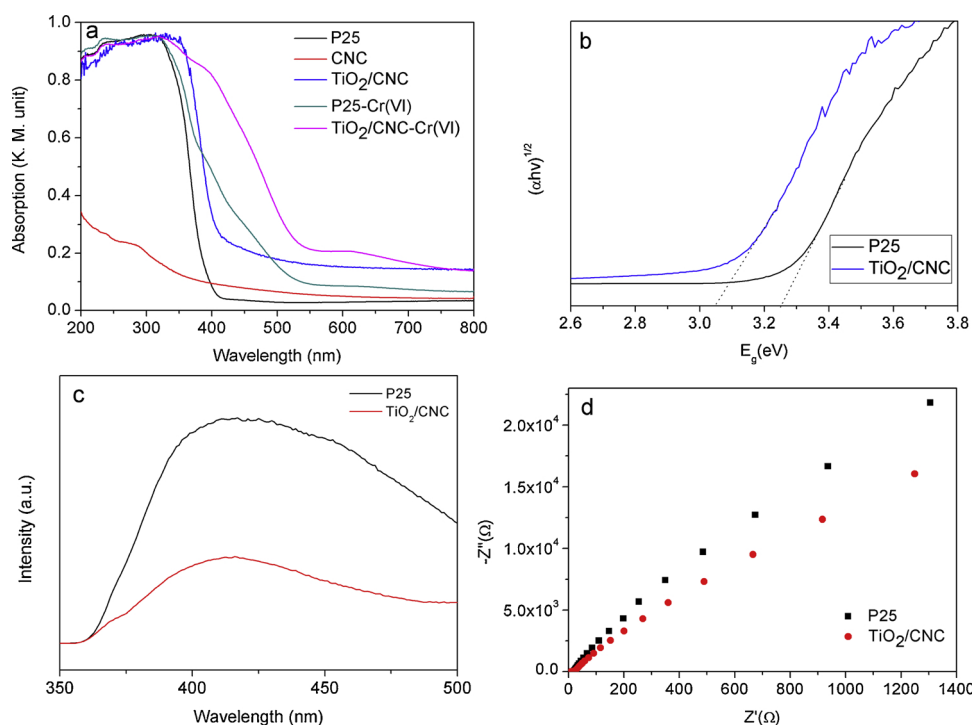 a
P25
CNC
TiO₂/CNC
P25-Cr(VI)
TiO₂/CNC-Cr(VI)
Absorption (K. M. unit)
1.0
0.8
0.6
0.4
0.2
0.0
200 300 400 500 600 700 800
Wavelength (nm)
b
(αhν)^1/2
P25
TiO₂/CNC
2.6 2.8 3.0 3.2 3.4 3.6 3.8
E_g(eV)
c
P25
TiO₂/CNC
Intensity (a.u.)
350 400 450 500
Wavelength (nm)
d
-Z''(Ω)
2.0x10⁴
1.5x10⁴
1.0x10⁴
5.0x10³
0.0
P25
TiO₂/CNC
0 200 400 600 800 1000 1200 1400
Z'(Ω)